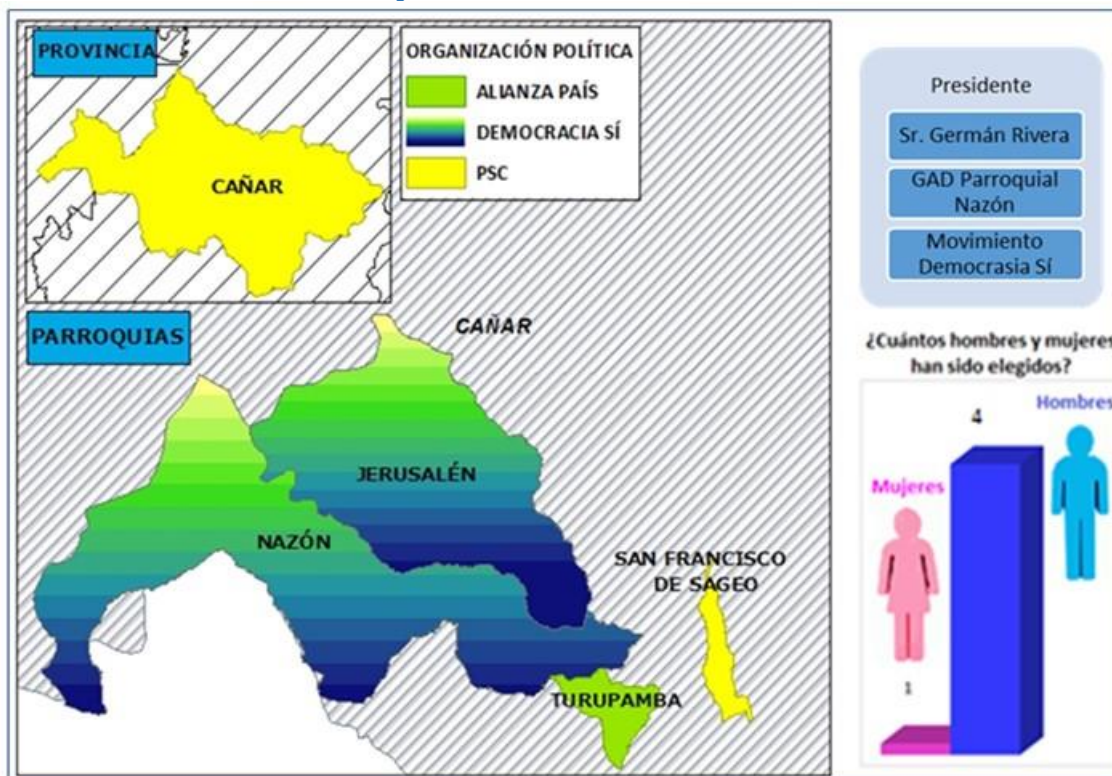 PROVINCIA
CAÑAR
ORGANIZACIÓN POLÍTICA
ALIANZA PAÍS
DEMOCRACIA SÍ
PSC
PARROQUIAS
CAÑAR
JERUSALÉN
NAZÓN
SAN FRANCISCO
DE SAGEO
TURUPAMBA
Presidente
Sr. Germán Rivera
GAD Parroquial
Nazón
Movimiento
Democrasia Sí
¿Cuántos hombres y mujeres
han sido elegidos?
4
Hombres
Mujeres
1